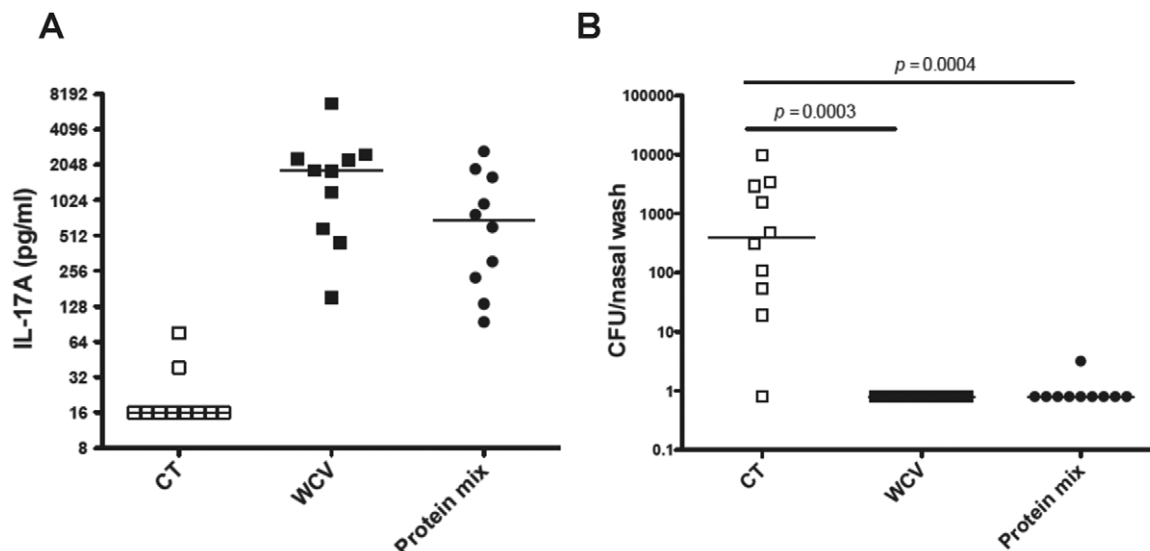 A
IL-17A (pg/ml)
8192
4096
2048
1024
512
256
128
64
32
16
8
CT
WCV
Protein mix
B
p = 0.0004
p = 0.0003
CFU/nasal wash
100000
10000
1000
100
10
1
0.1
CT
WCV
Protein mix